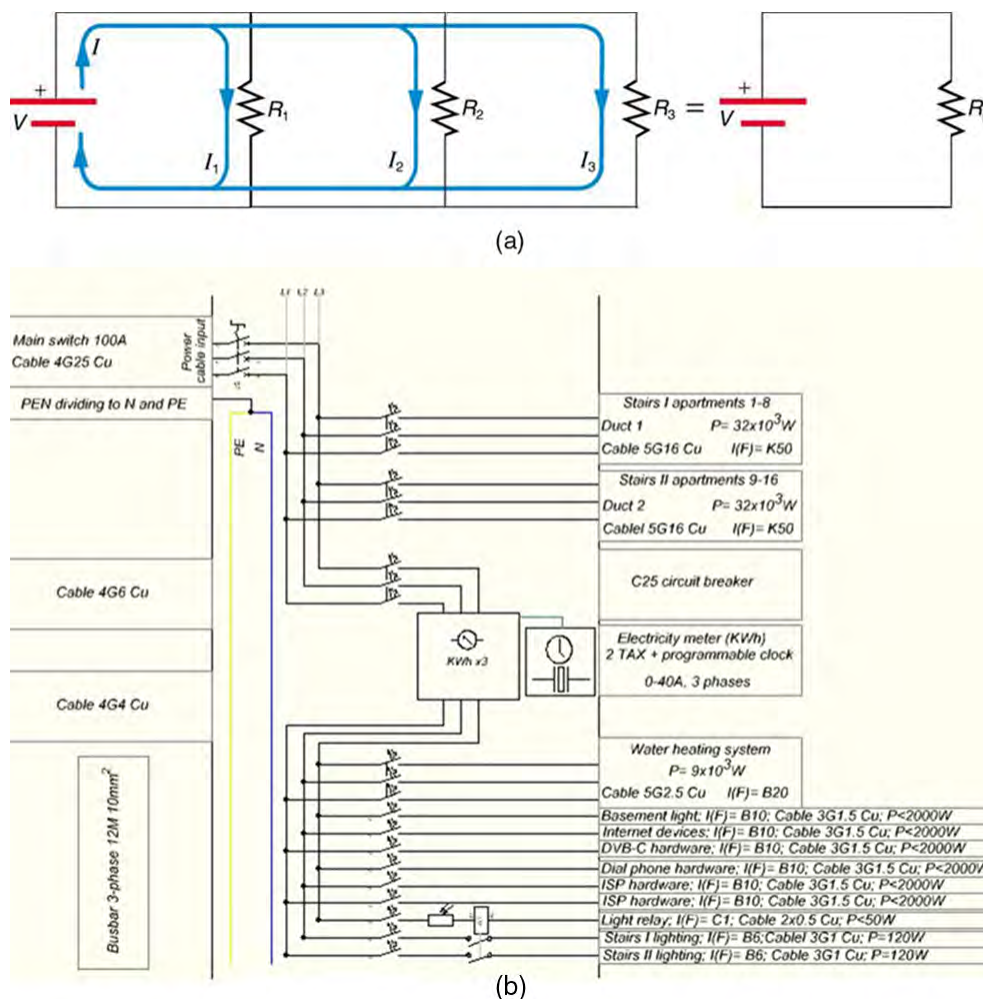 I
+
V
R1
I1
R2
I2
R3
I3
=
+
V
R
(a)
L1 L2 L3
Main switch 100A
Cable 4G25 Cu
Power
cable input
PEN dividing to N and PE
PE
N
Stairs I apartments 1-8
Duct 1 P= 32x10³W
Cable 5G16 Cu I(F)= K50
Stairs II apartments 9-16
Duct 2 P= 32x10³W
Cablel 5G16 Cu I(F)= K50
Cable 4G6 Cu
C25 circuit breaker
KWh x3
Electricity meter (KWh)
2 TAX + programmable clock
0-40A, 3 phases
Cable 4G4 Cu
Busbar 3-phase 12M 10mm²
Water heating system
P= 9x10³W
Cable 5G2.5 Cu I(F)= B20
Basement light; I(F)= B10; Cable 3G1.5 Cu; P<2000W
Internet devices; I(F)= B10; Cable 3G1.5 Cu; P<2000W
DVB-C hardware; I(F)= B10; Cable 3G1.5 Cu; P<2000W
Dial phone hardware; I(F)= B10; Cable 3G1.5 Cu; P<2000W
ISP hardware; I(F)= B10; Cable 3G1.5 Cu; P<2000W
ISP hardware; I(F)= B10; Cable 3G1.5 Cu; P<2000W
Light relay; I(F)= C1; Cable 2x0.5 Cu; P<50W
Stairs I lighting; I(F)= B6;Cablel 3G1 Cu; P=120W
Stairs II lighting; I(F)= B6; Cable 3G1 Cu; P=120W
(b)